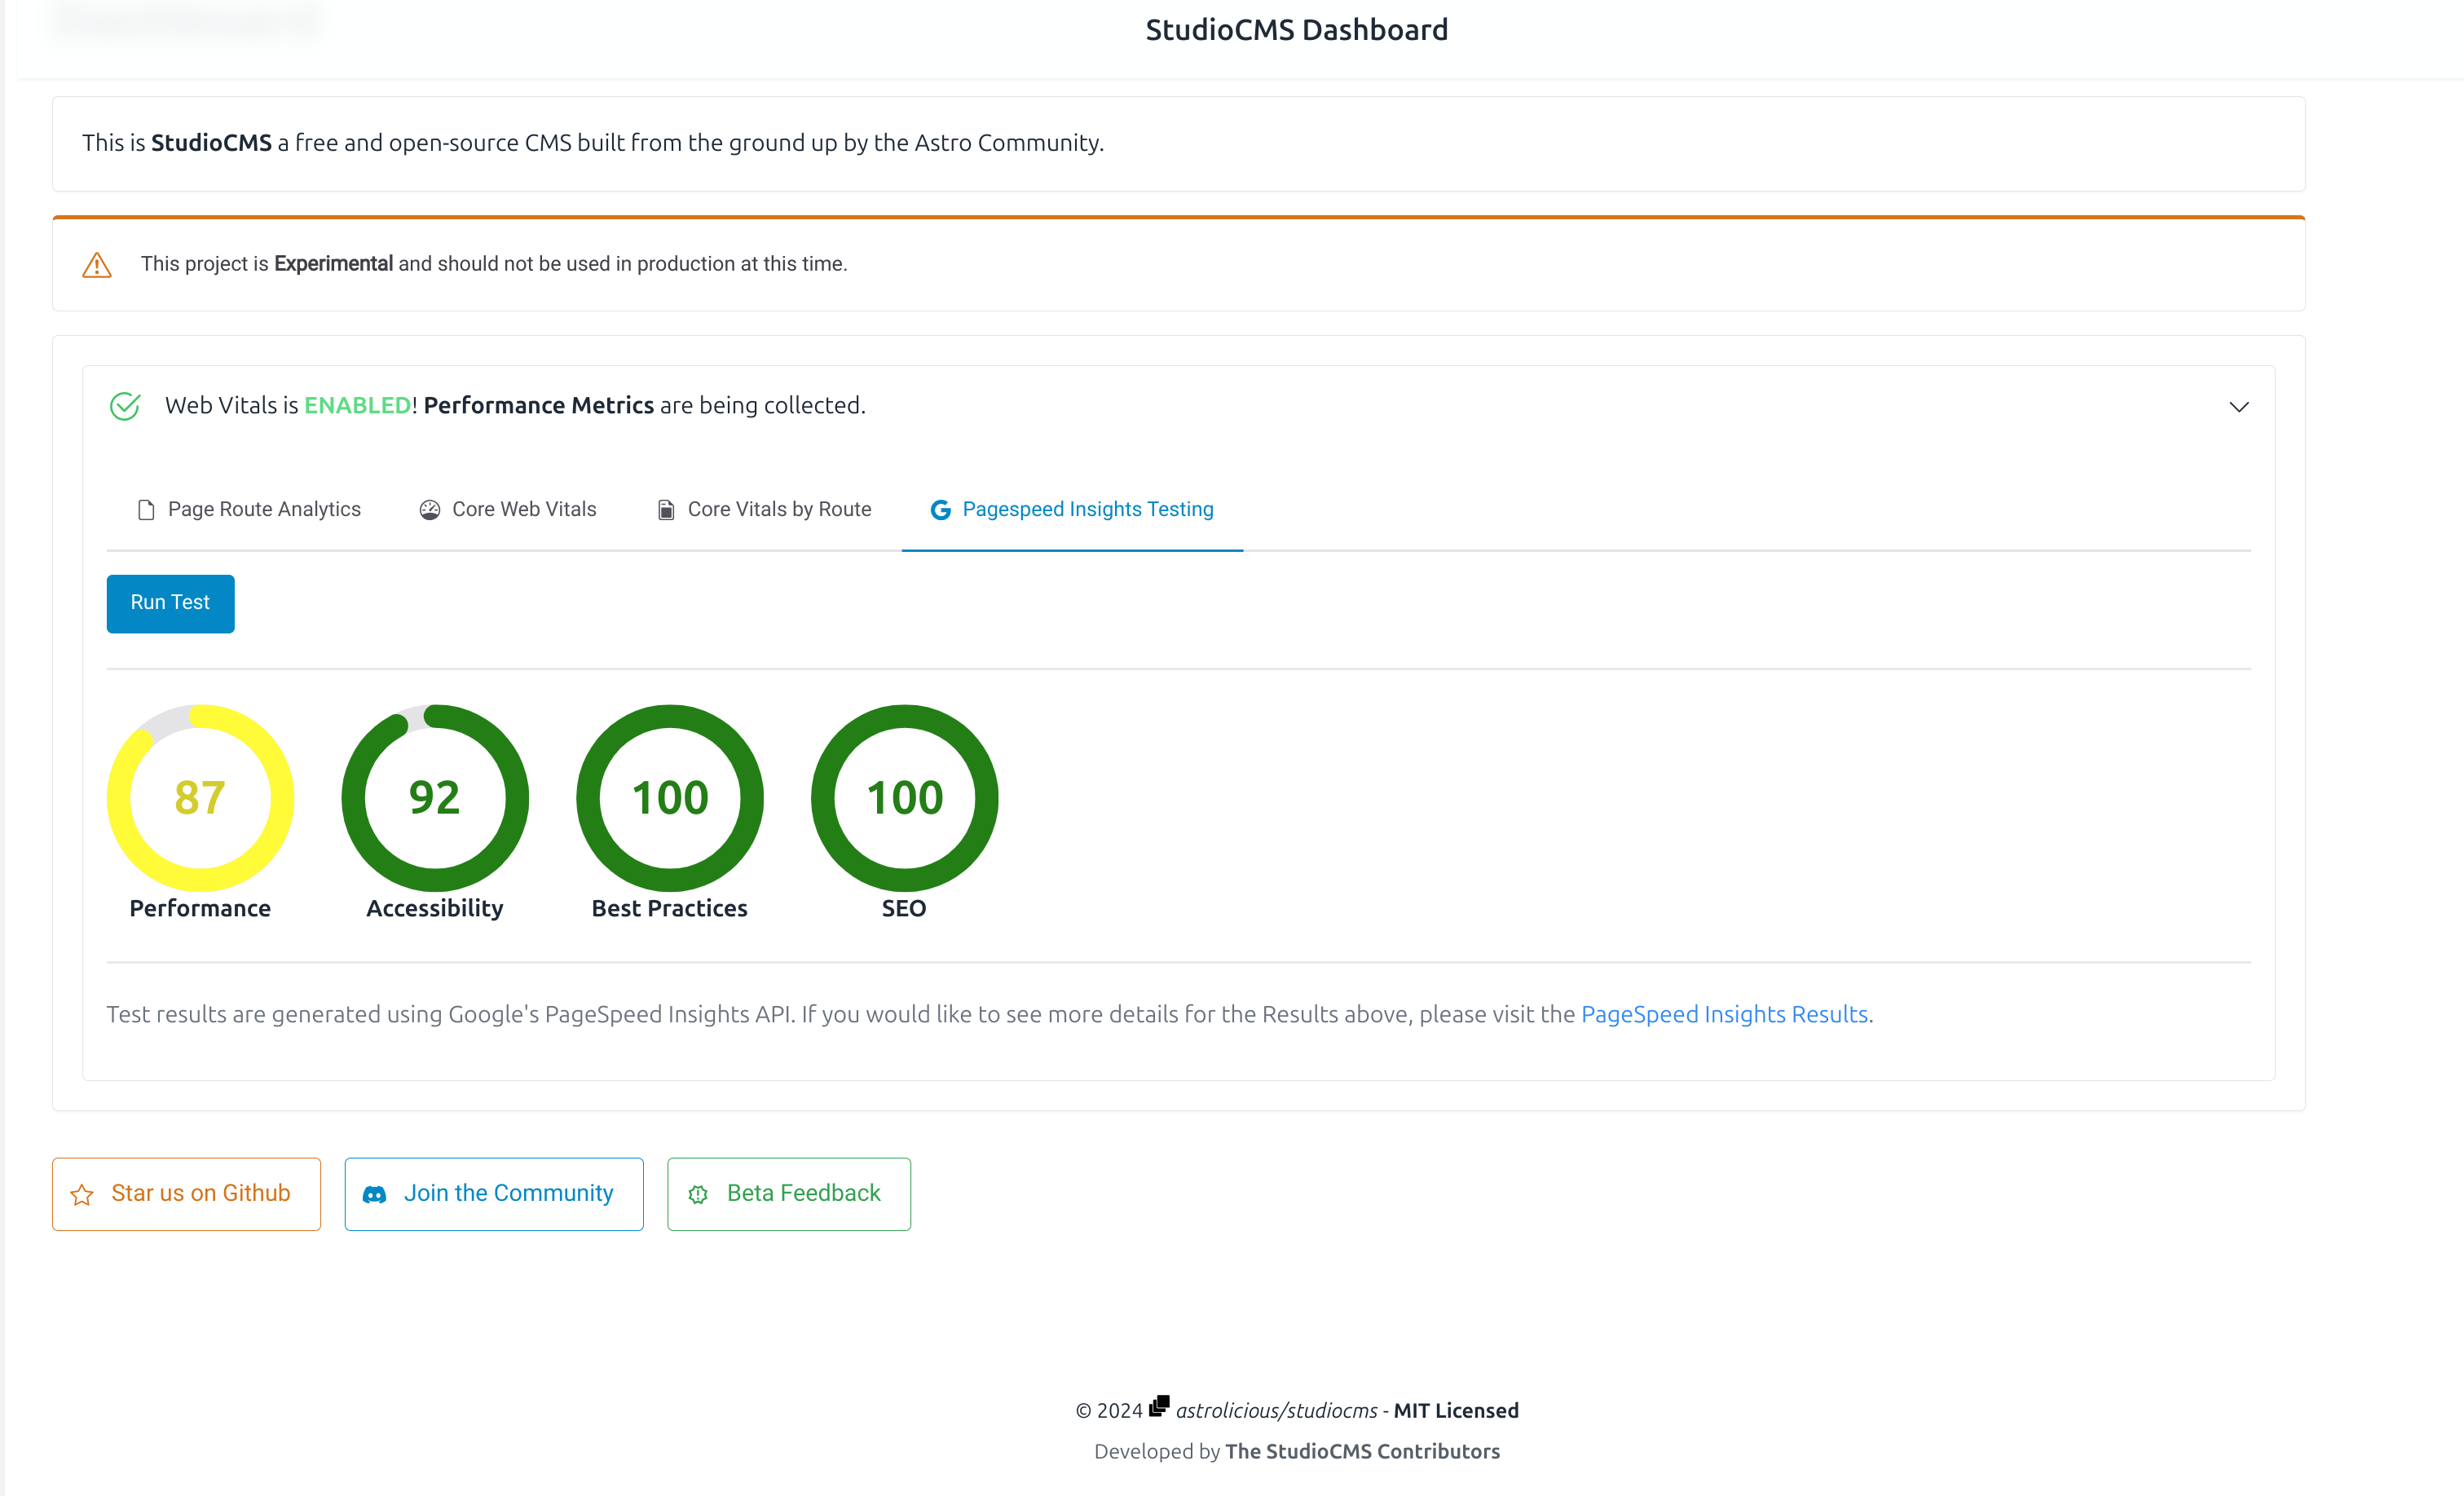 StudioCMS Dashboard
This is StudioCMS a free and open-source CMS built from the ground up by the Astro Community.
This project is Experimental and should not be used in production at this time.
Web Vitals is ENABLED! Performance Metrics are being collected.
Page Route Analytics
Core Web Vitals
Core Vitals by Route
Pagespeed Insights Testing
Run Test
87
92
100
100
Performance
Accessibility
Best Practices
SEO
Test results are generated using Google's PageSpeed Insights API. If you would like to see more details for the Results above, please visit the PageSpeed Insights Results.
Star us on Github
Join the Community
Beta Feedback
© 2024 astrolicious/studiocms - MIT Licensed
Developed by The StudioCMS Contributors